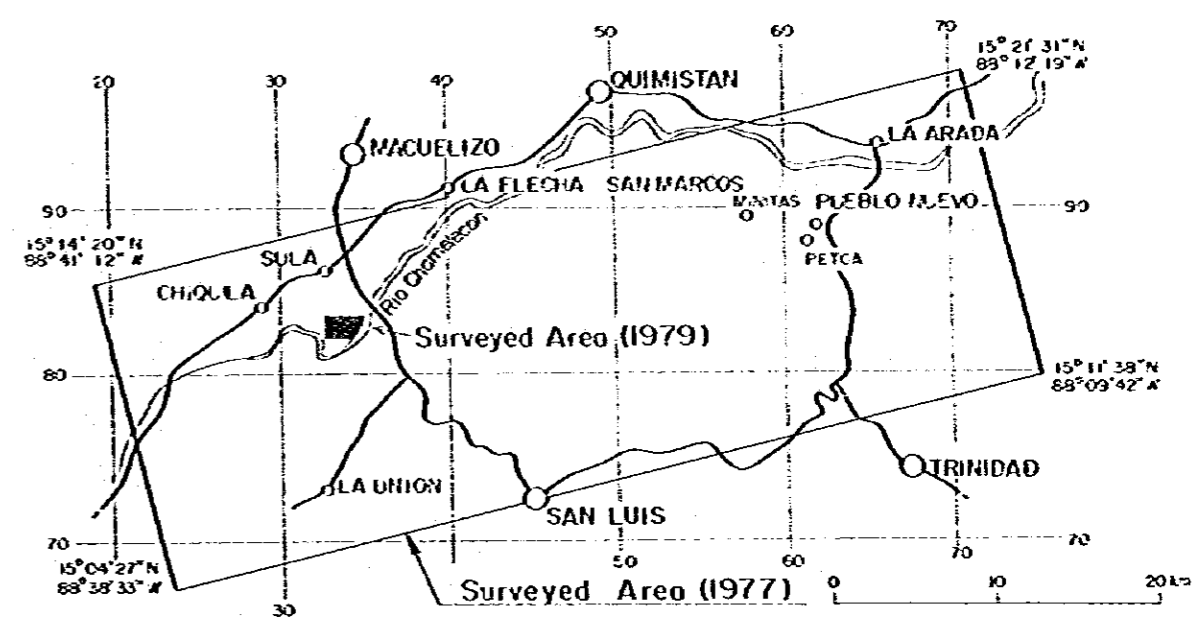 50
70
15° 21' 31" N
88° 12' 19" W
20
30
40
60
QUIMISTAN
MACUELIZO
LA ARADA
LA FLECHA
SAN MARCOS
MINITAS
PUEBLO NUEVO
90
90
15° 14' 20" N
88° 41' 12" W
SULA
PETCA
Rio Chamelecon
CHIQUILA
Surveyed Area (1979)
80
15° 11' 38" N
88° 09' 42" W
TRINIDAD
LA UNION
SAN LUIS
70
70
15° 04' 27" N
88° 38' 33" W
50
60
70
Surveyed Area (1977)
30
0
10
20 km